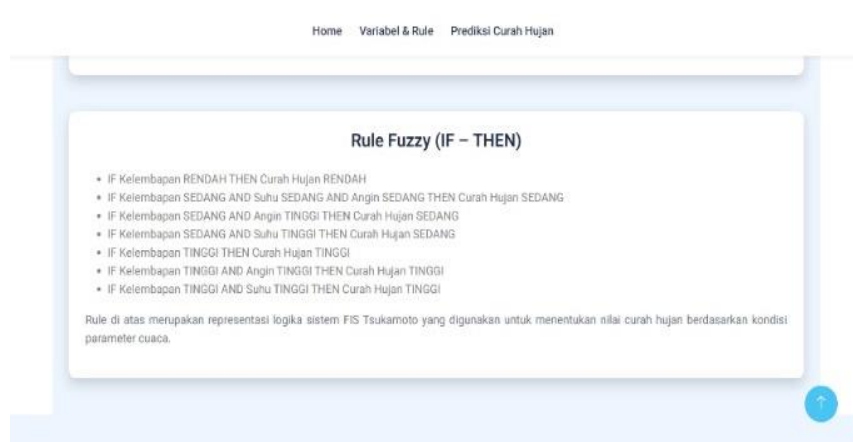 Home Variabel & Rule Prediksi Curah Hujan
Rule Fuzzy (IF – THEN)
• IF Kelembapan RENDAH THEN Curah Hujan RENDAH
• IF Kelembapan SEDANG AND Suhu SEDANG AND Angin SEDANG THEN Curah Hujan SEDANG
• IF Kelembapan SEDANG AND Angin TINGGI THEN Curah Hujan SEDANG
• IF Kelembapan SEDANG AND Suhu TINGGI THEN Curah Hujan SEDANG
• IF Kelembapan TINGGI THEN Curah Hujan TINGGI
• IF Kelembapan TINGGI AND Angin TINGGI THEN Curah Hujan TINGGI
• IF Kelembapan TINGGI AND Suhu TINGGI THEN Curah Hujan TINGGI
Rule di atas merupakan representasi logika sistem FIS Tsukamoto yang digunakan untuk menentukan nilai curah hujan berdasarkan kondisi
parameter cuaca.